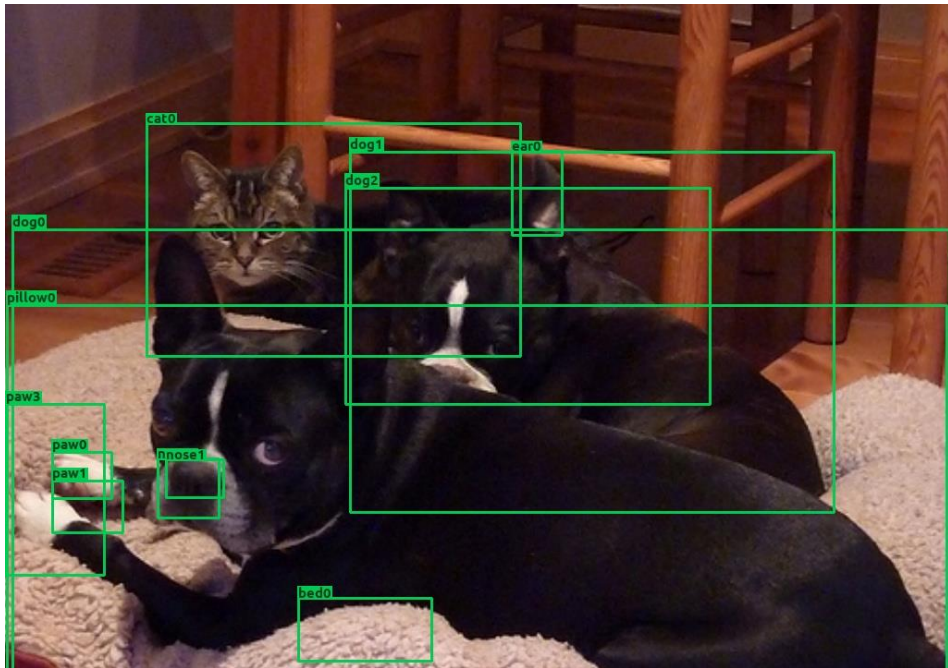 cat0
dog1
ear0
dog2
dog0
pillow0
paw3
paw0
nnose1
paw1
bed0